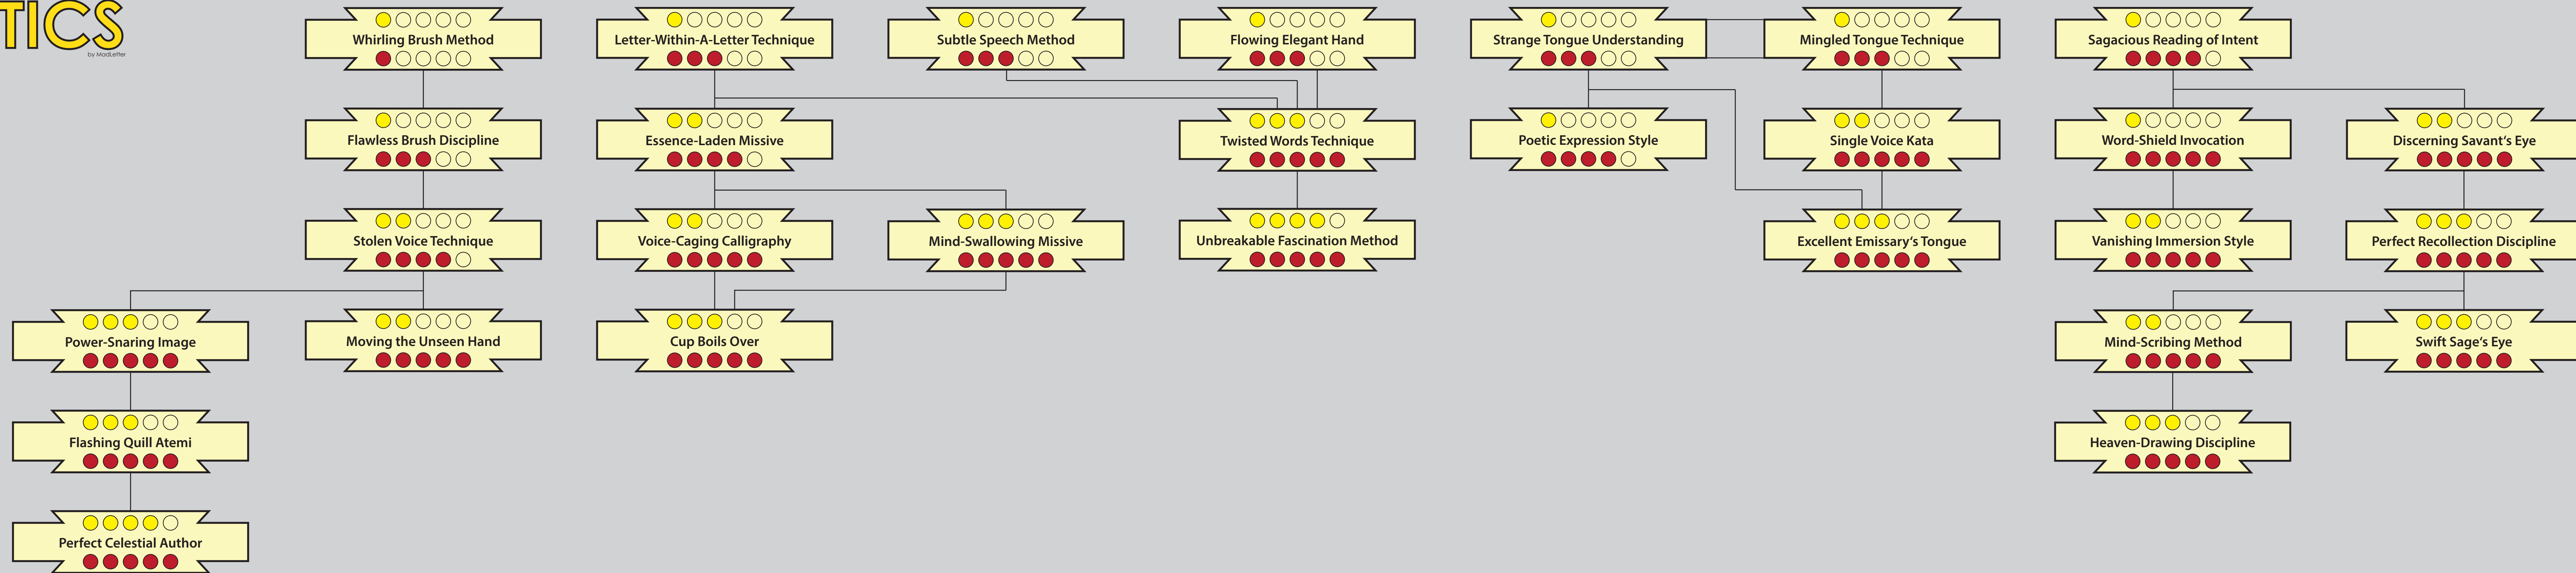 TICS
by MadLetter
Whirling Brush Method
Letter-Within-A-Letter Technique
Subtle Speech Method
Flowing Elegant Hand
Strange Tongue Understanding
Mingled Tongue Technique
Sagacious Reading of Intent
Flawless Brush Discipline
Essence-Laden Missive
Twisted Words Technique
Poetic Expression Style
Single Voice Kata
Word-Shield Invocation
Discerning Savant's Eye
Stolen Voice Technique
Voice-Caging Calligraphy
Mind-Swallowing Missive
Unbreakable Fascination Method
Excellent Emissary's Tongue
Vanishing Immersion Style
Perfect Recollection Discipline
Power-Snaring Image
Moving the Unseen Hand
Cup Boils Over
Mind-Scribing Method
Swift Sage's Eye
Flashing Quill Atemi
Heaven-Drawing Discipline
Perfect Celestial Author